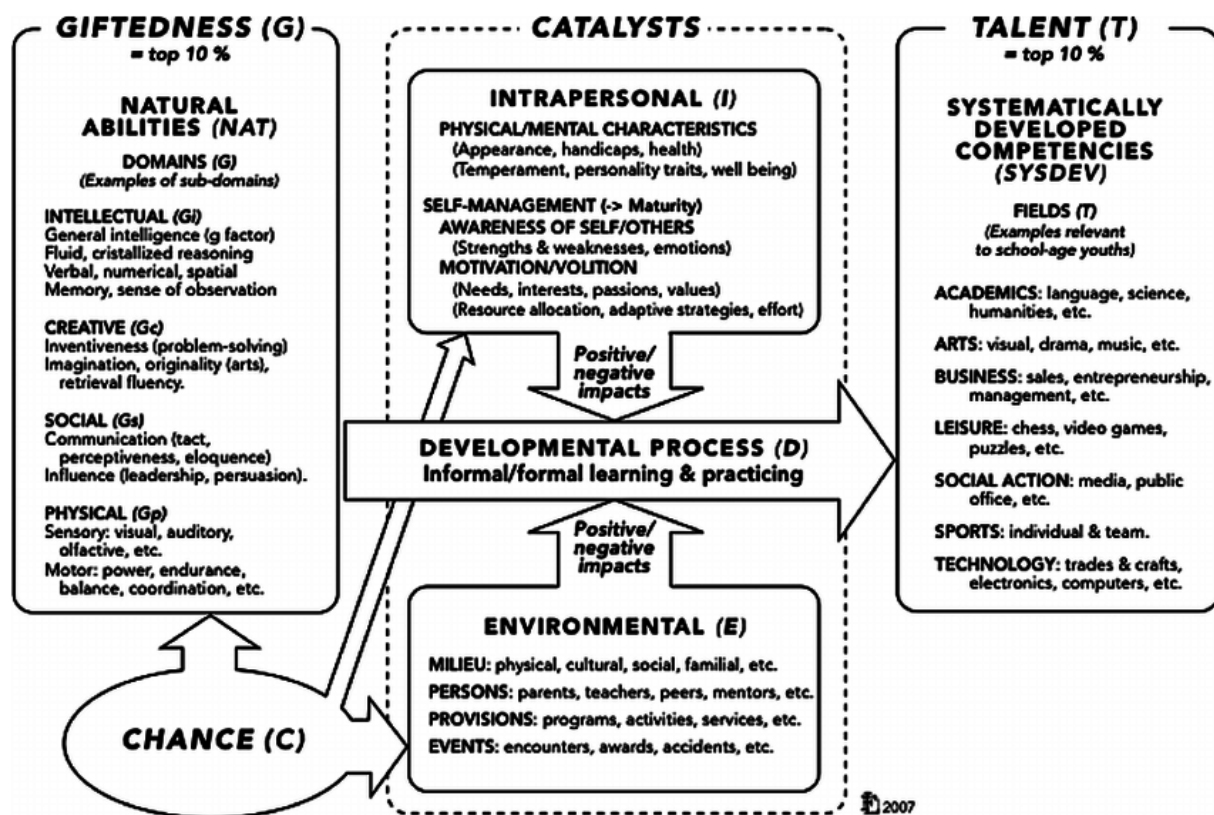 GIFTEDNESS (G)
= top 10 %
NATURAL
ABILITIES (NAT)
DOMAINS (G)
(Examples of sub-domains)
INTELLECTUAL (Gi)
General intelligence (g factor)
Fluid, cristallized reasoning
Verbal, numerical, spatial
Memory, sense of observation
CREATIVE (Gc)
Inventiveness (problem-solving)
Imagination, originality (arts),
retrieval fluency.
SOCIAL (Gs)
Communication (tact,
perceptiveness, eloquence)
Influence (leadership, persuasion).
PHYSICAL (Gp)
Sensory: visual, auditory,
olfactive, etc.
Motor: power, endurance,
balance, coordination, etc.
CHANCE (C)
CATALYSTS
INTRAPERSONAL (I)
PHYSICAL/MENTAL CHARACTERISTICS
(Appearance, handicaps, health)
(Temperament, personality traits, well being)
SELF-MANAGEMENT (-> Maturity)
AWARENESS OF SELF/OTHERS
(Strengths & weaknesses, emotions)
MOTIVATION/VOLITION
(Needs, interests, passions, values)
(Resource allocation, adaptive strategies, effort)
Positive/
negative
impacts
DEVELOPMENTAL PROCESS (D)
Informal/formal learning & practicing
Positive/
negative
impacts
ENVIRONMENTAL (E)
MILIEU: physical, cultural, social, familial, etc.
PERSONS: parents, teachers, peers, mentors, etc.
PROVISIONS: programs, activities, services, etc.
EVENTS: encounters, awards, accidents, etc.
TALENT (T)
= top 10 %
SYSTEMATICALLY
DEVELOPED
COMPETENCIES
(SYSDEV)
FIELDS (T)
(Examples relevant
to school-age youths)
ACADEMICS: language, science,
humanities, etc.
ARTS: visual, drama, music, etc.
BUSINESS: sales, entrepreneurship,
management, etc.
LEISURE: chess, video games,
puzzles, etc.
SOCIAL ACTION: media, public
office, etc.
SPORTS: individual & team.
TECHNOLOGY: trades & crafts,
electronics, computers, etc.
2007